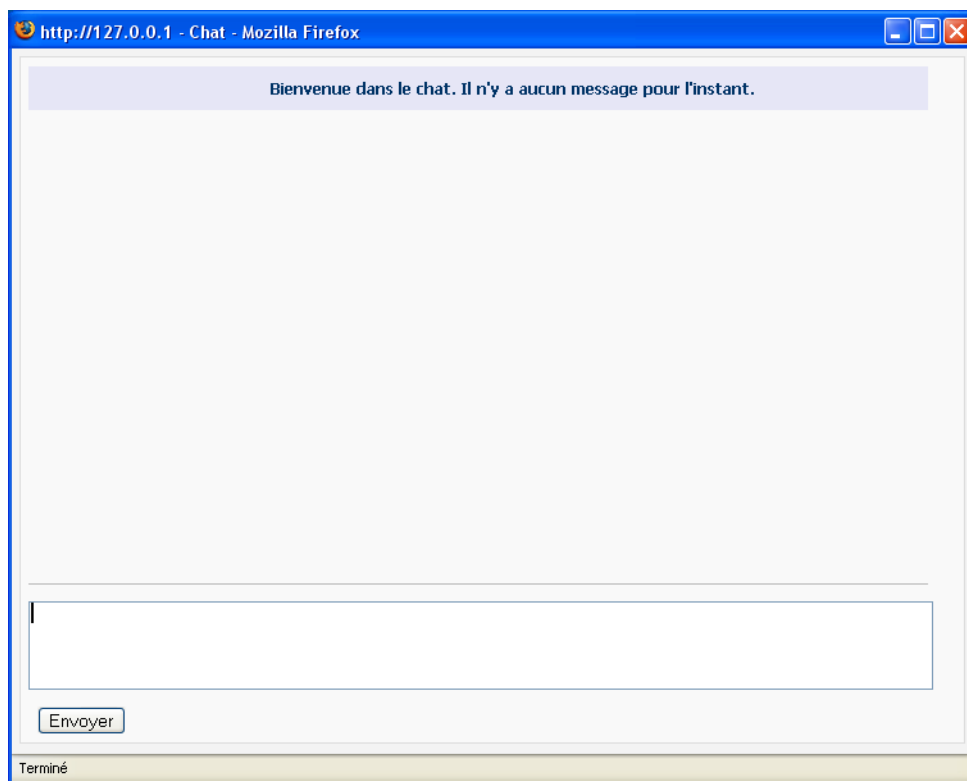 http://127.0.0.1 - Chat - Mozilla Firefox
Bienvenue dans le chat. Il n'y a aucun message pour l'instant.
Envoyer
Terminé